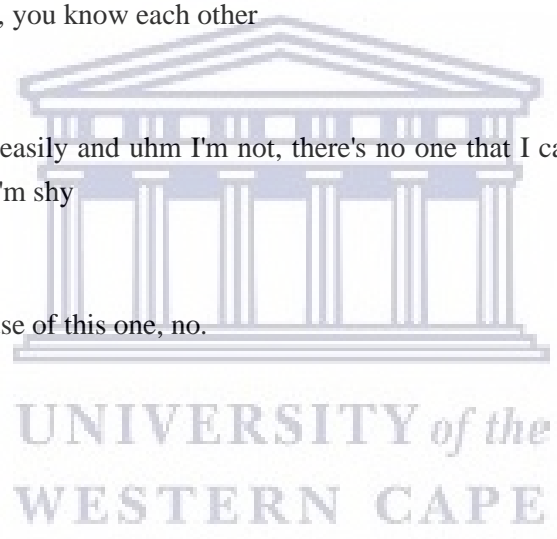 , you know each other
easily and uhm I'm not, there's no one that I ca
'm shy
se of this one, no.
UNIVERSITY of the
WESTERN CAPE